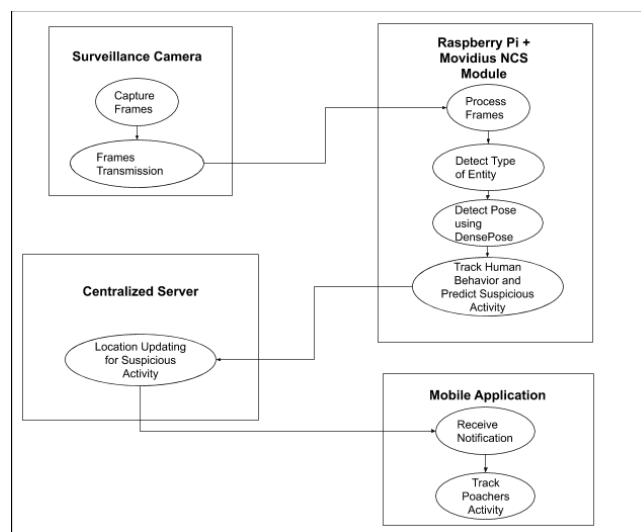 Surveillance Camera
Capture
Frames
Frames
Transmission
Raspberry Pi +
Movidius NCS
Module
Process
Frames
Detect Type
of Entity
Detect Pose
using
DensePose
Track Human
Behavior and
Predict Suspicious
Activity
Centralized Server
Location Updating
for Suspicious
Activity
Mobile Application
Receive
Notification
Track
Poachers
Activity